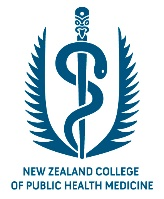 NEW ZEALAND COLLEGE
OF PUBLIC HEALTH MEDICINE